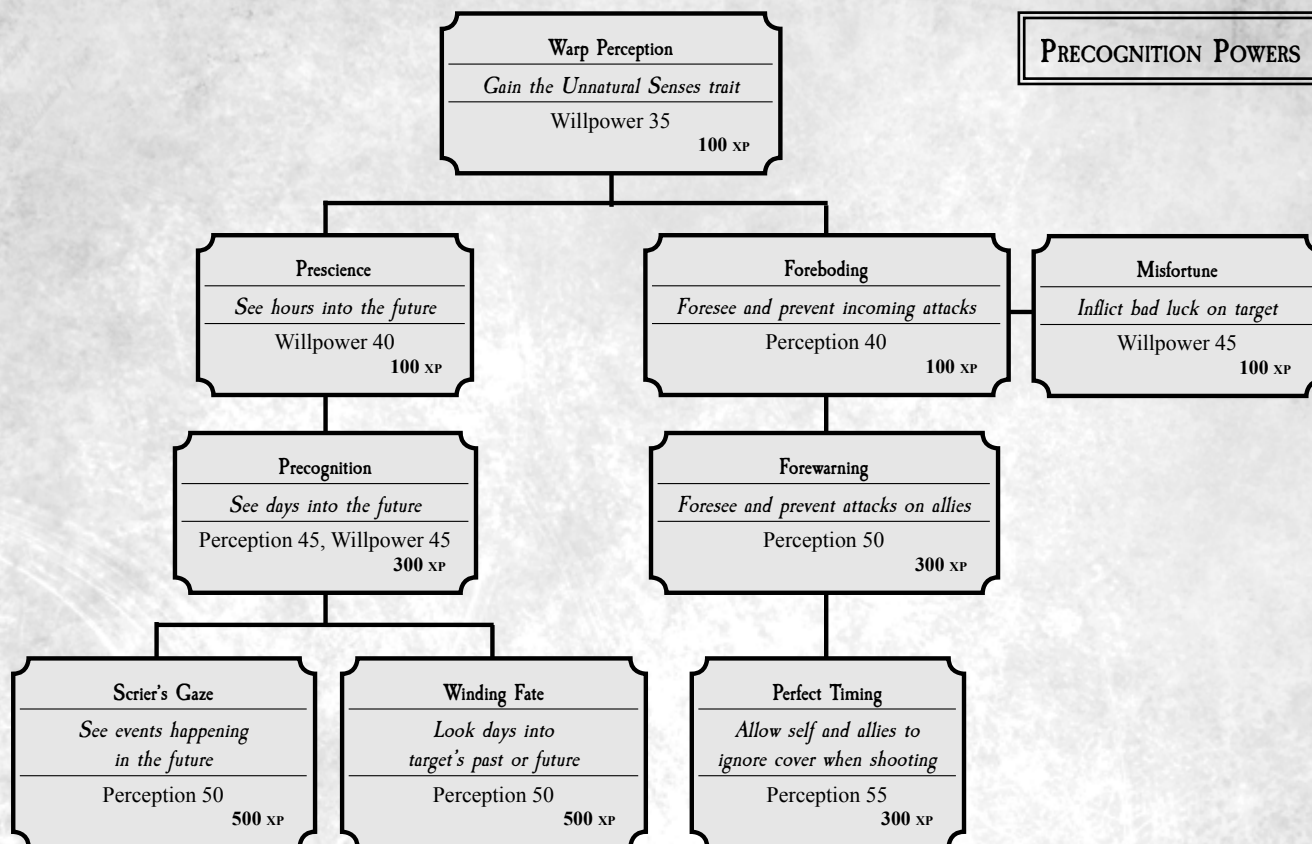 Precognition Powers
Warp Perception
Gain the Unnatural Senses trait
Willpower 35
100 XP
Prescience
See hours into the future
Willpower 40
100 XP
Foreboding
Foresee and prevent incoming attacks
Perception 40
100 XP
Misfortune
Inflict bad luck on target
Willpower 45
100 XP
Precognition
See days into the future
Perception 45, Willpower 45
300 XP
Forewarning
Foresee and prevent attacks on allies
Perception 50
300 XP
Scrier's Gaze
See events happening
in the future
Perception 50
500 XP
Winding Fate
Look days into
target's past or future
Perception 50
500 XP
Perfect Timing
Allow self and allies to
ignore cover when shooting
Perception 55
300 XP